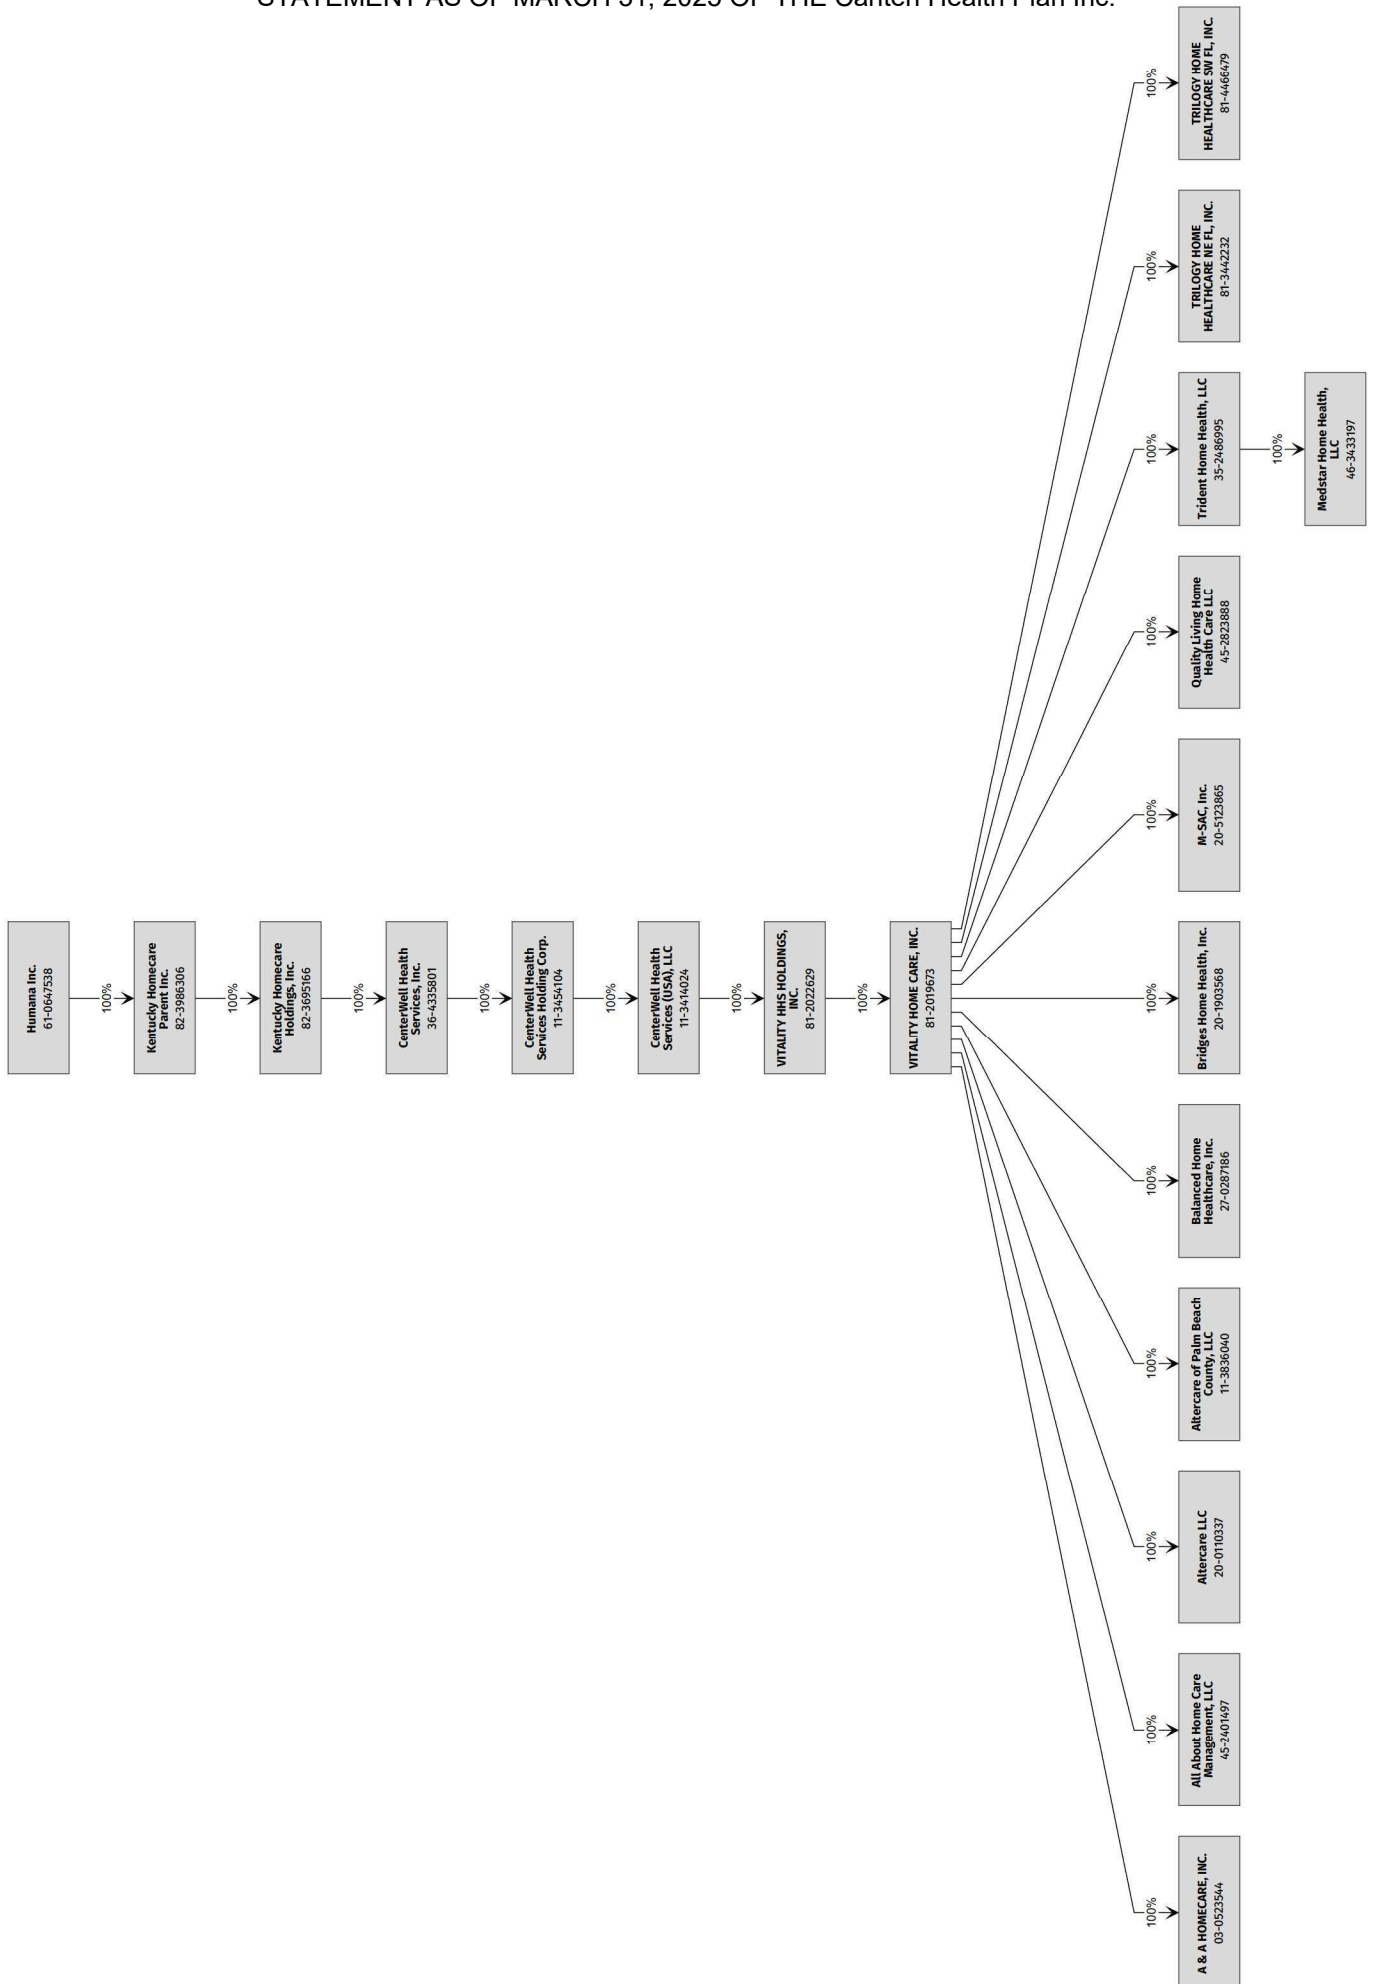 STATEMENT AS OF MARCH 31, OF THE Cariten Health Plan Inc.
Humana Inc.
61-0647538
100%
Kentucky Homecare
Parent Inc.
82-3986306
100%
Kentucky Homecare
Holdings, Inc.
82-3695166
100%
CenterWell Health
Services, Inc.
36-4335801
100%
CenterWell Health
Services Holding Corp.
11-3454104
100%
CenterWell Health
Services (USA), LLC
11-3414024
100%
VITALITY HHS HOLDINGS,
INC.
81-2022629
100%
VITALITY HOME CARE, INC.
81-2019673
100%
A & A HOMECARE, INC.
03-0523544
100%
All About Home Care
Management, LLC
45-2401497
100%
Altercare LLC
20-0110337
100%
Altercare of Palm Beach
County, LLC
11-3836040
100%
Balanced Home
Healthcare, Inc.
27-0287186
100%
Bridges Home Health, Inc.
20-1903568
100%
M-SAC, Inc.
20-5123865
100%
Quality Living Home
Health Care LLC
45-2823888
100%
Trident Home Health, LLC
35-2486995
100%
Medstar Home Health,
LLC
46-3433197
100%
TRILOGY HOME
HEALTHCARE NE FL, INC.
81-3442232
100%
TRILOGY HOME
HEALTHCARE SW FL, INC.
81-4466479